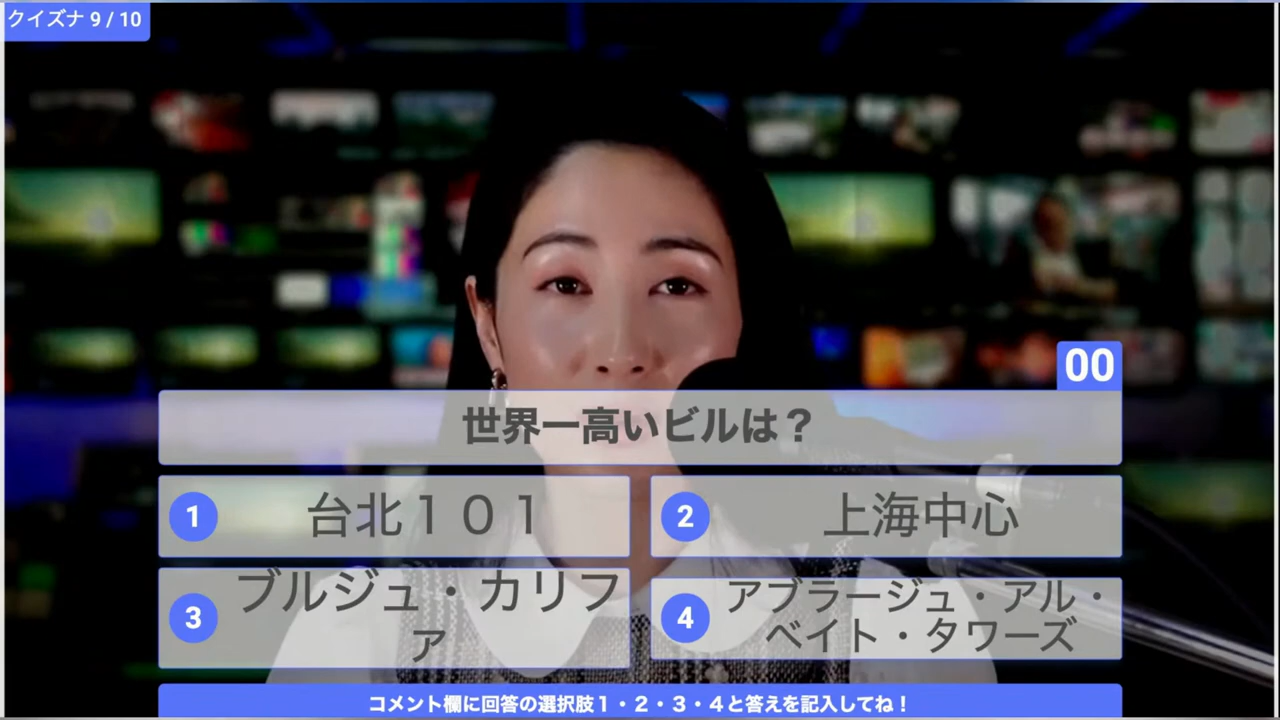 クイズナ 9 / 10
00
世界一高いビルは？
1 台北１０１
2 上海中心
3 ブルジュ・カリフ
ァ
4 アブラージュ・アル・
ベイト・タワーズ
コメント欄に回答の選択肢１・２・３・４と答えを記入してね！